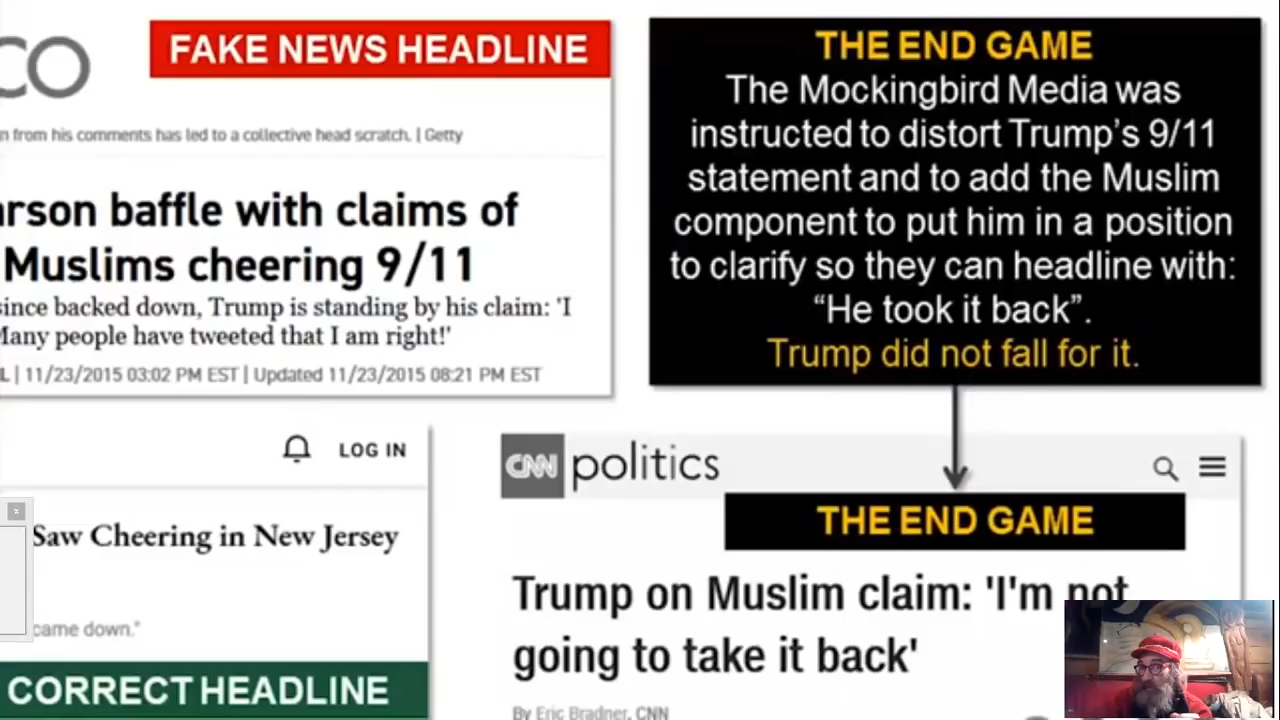 CO
FAKE NEWS HEADLINE
n from his comments has led to a collective head scratch. | Getty
arson baffle with claims of
Muslims cheering 9/11
since backed down, Trump is standing by his claim: 'I
Many people have tweeted that I am right!'
L | 11/23/2015 03:02 PM EST | Updated 11/23/2015 08:21 PM EST
THE END GAME
The Mockingbird Media was
instructed to distort Trump's 9/11
statement and to add the Muslim
component to put him in a position
to clarify so they can headline with:
“He took it back”.
Trump did not fall for it.
LOG IN
Saw Cheering in New Jersey
came down."
CORRECT HEADLINE
CNN politics
THE END GAME
Trump on Muslim claim: 'I'm not
going to take it back'
By Eric Bradner, CNN